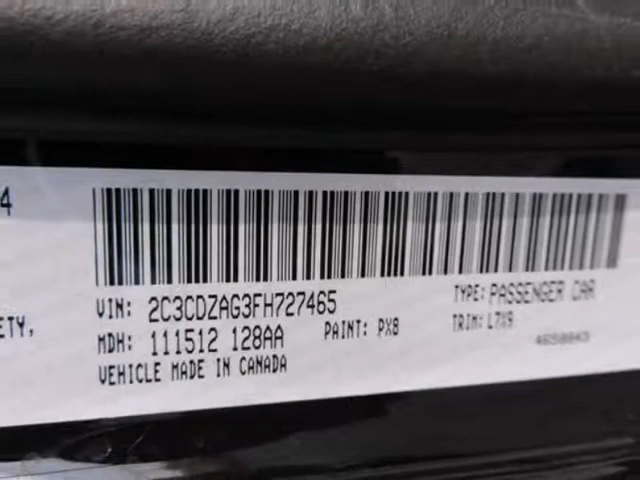 4
VIN: 2C3CDZAG3FH727465 TYPE: PASSENGER CAR
ETY,
MDH: 111512 128AA PAINT: PX8 TRIM: L7X9
VEHICLE MADE IN CANADA